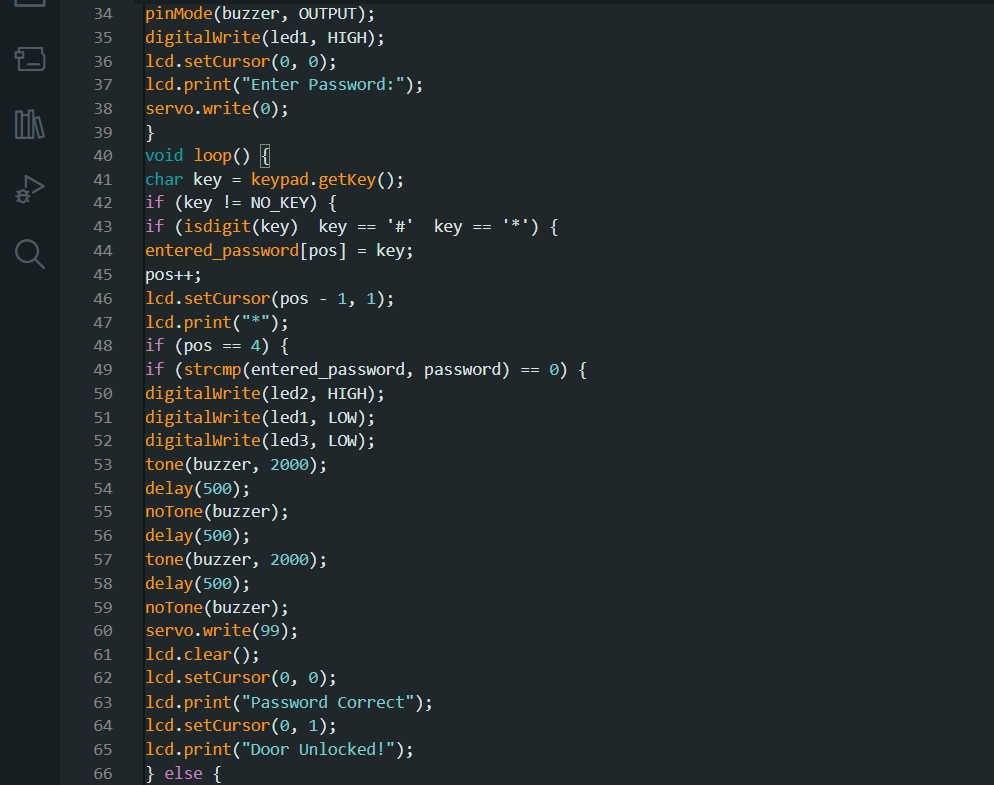 34 pinMode(buzzer, OUTPUT);
35 digitalWrite(led1, HIGH);
36 lcd.setCursor(0, 0);
37 lcd.print("Enter Password:");
38 servo.write(0);
39 }
40 void loop() {
41 char key = keypad.getKey();
42 if (key != NO_KEY) {
43 if (isdigit(key)  key == '#'  key == '*') {
44 entered_password[pos] = key;
45 pos++;
46 lcd.setCursor(pos - 1, 1);
47 lcd.print("*");
48 if (pos == 4) {
49 if (strcmp(entered_password, password) == 0) {
50 digitalWrite(led2, HIGH);
51 digitalWrite(led1, LOW);
52 digitalWrite(led3, LOW);
53 tone(buzzer, 2000);
54 delay(500);
55 noTone(buzzer);
56 delay(500);
57 tone(buzzer, 2000);
58 delay(500);
59 noTone(buzzer);
60 servo.write(99);
61 lcd.clear();
62 lcd.setCursor(0, 0);
63 lcd.print("Password Correct");
64 lcd.setCursor(0, 1);
65 lcd.print("Door Unlocked!");
66 } else {